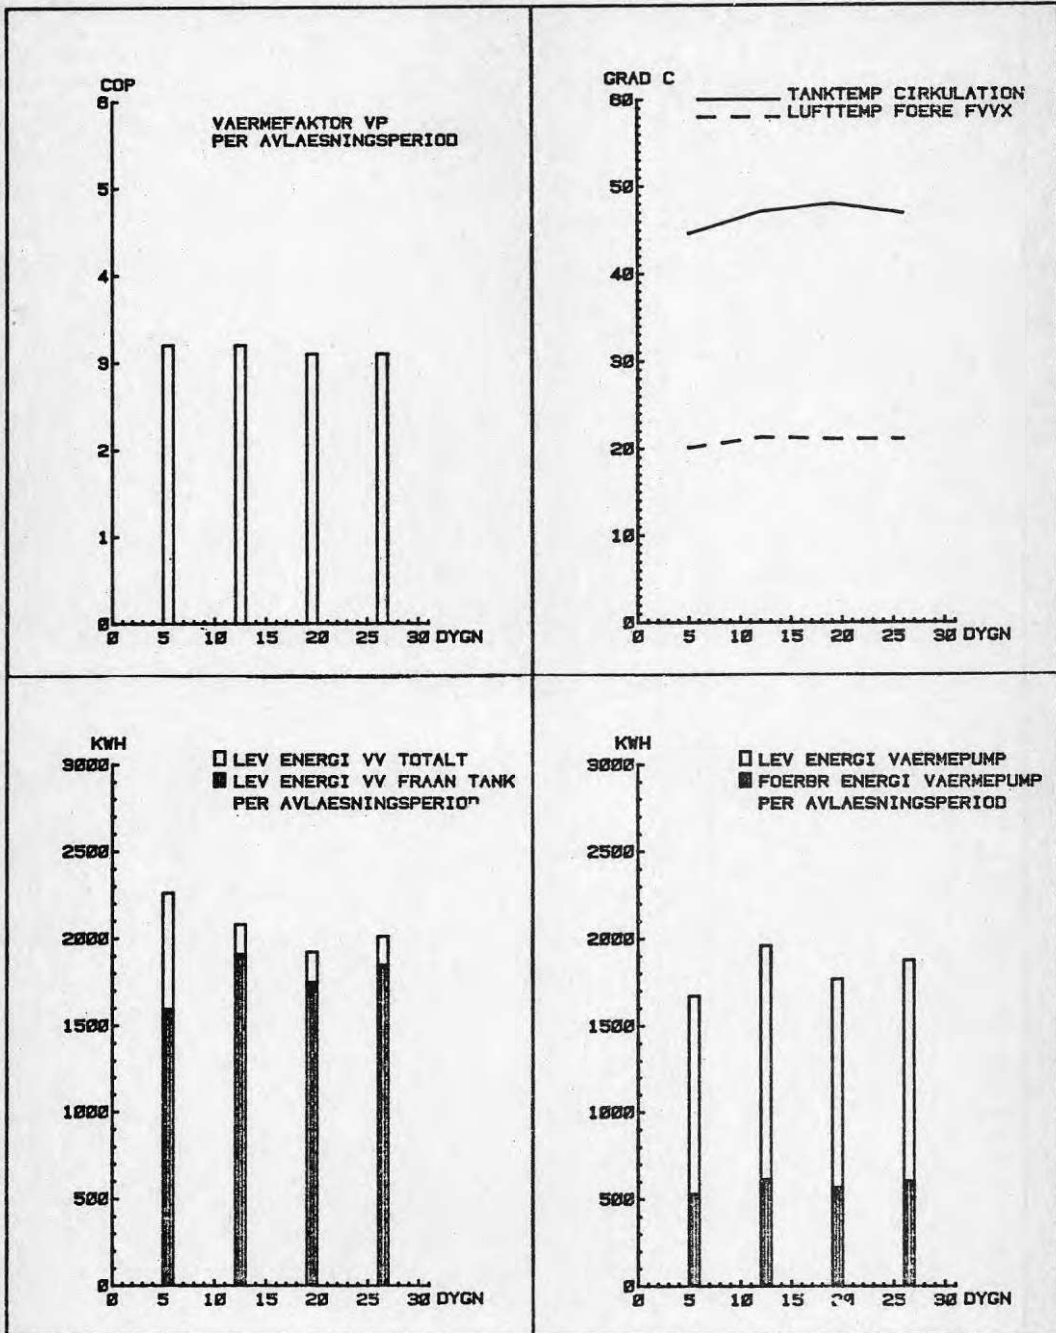 COP
6
VAERMEFAKTOR VP
PER AVLAESNINGSPERIOD
5
4
3
2
1
0
0 5 10 15 20 25 30 DYGN
GRAD C
TANKTEMP CIRKULATION
LUFTTEMP FOERE FVVX
60
50
40
30
20
10
0
0 5 10 15 20 25 30 DYGN
KWH
LEV ENERGI VV TOTALT
LEV ENERGI VV FRAAN TANK
PER AVLAESNINGSPERIOD
3000
2500
2000
1500
1000
500
0
0 5 10 15 20 25 30 DYGN
KWH
LEV ENERGI VAERMEPUMP
FOERBR ENERGI VAERMEPUMP
PER AVLAESNINGSPERIOD
3000
2500
2000
1500
1000
500
0
0 5 10 15 20 25 30 DYGN